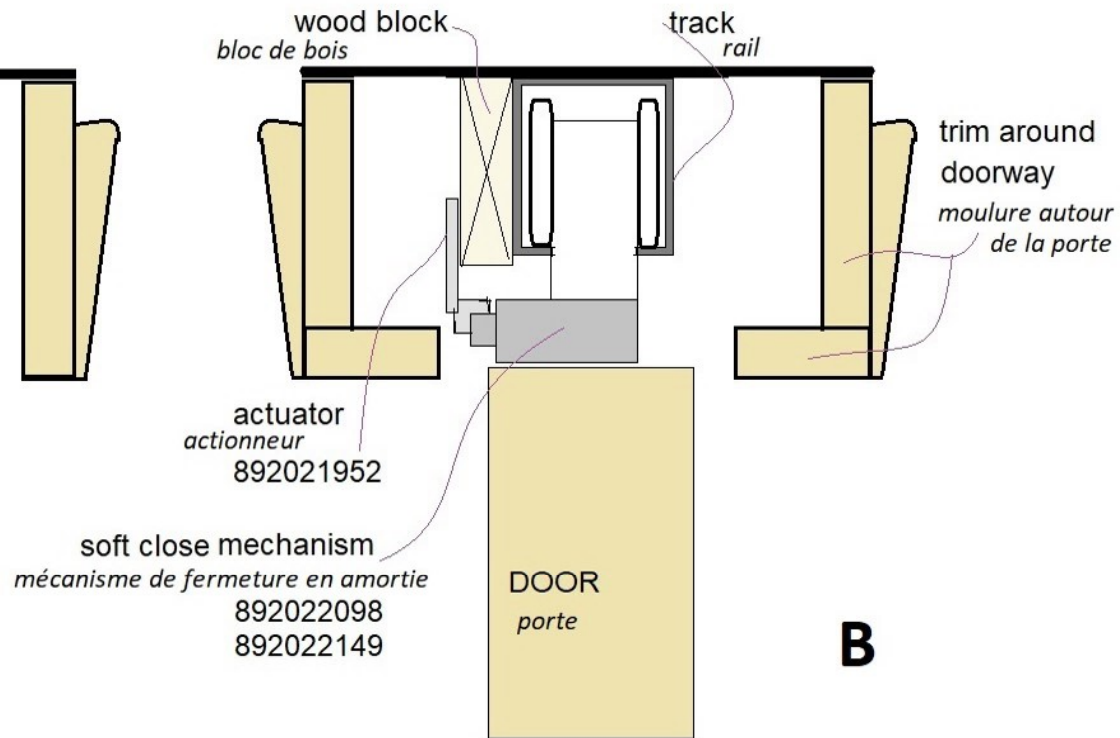 wood block
bloc de bois
track
rail
trim around
doorway
moulure autour
de la porte
actuator
actionneur
892021952
soft close mechanism
mécanisme de fermeture en amortie
892022098
892022149
DOOR
porte
B